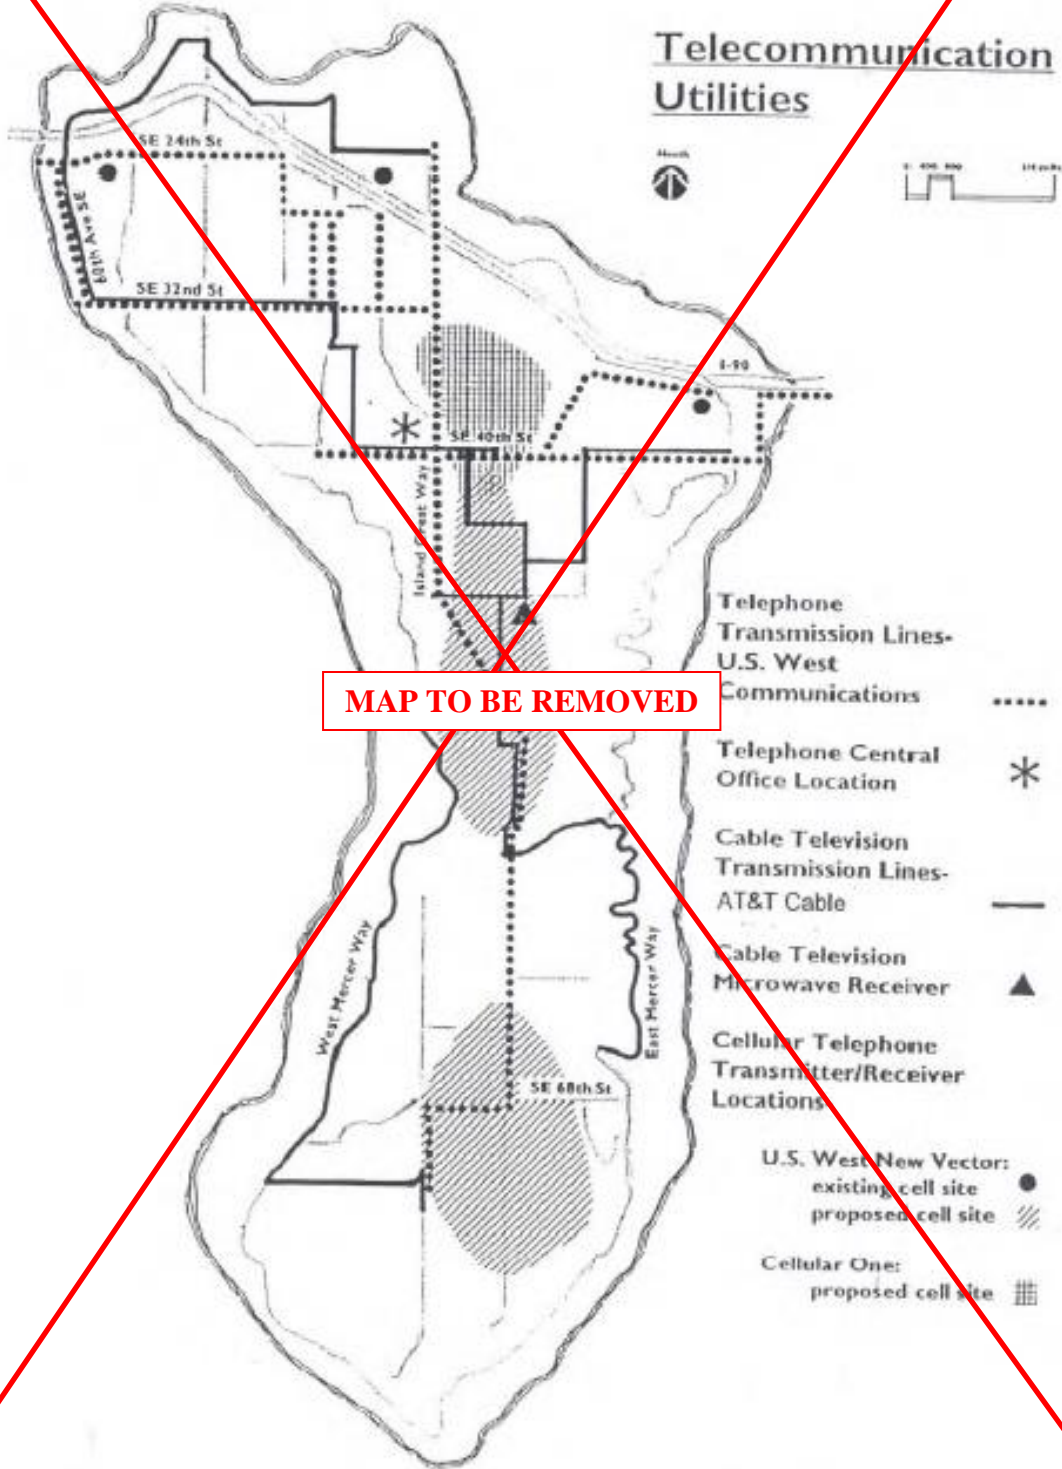 Telecommunication
Utilities
North
SE 24th St
60th Ave SE
SE 32nd St
I-90
SE 40th St
Island Crest Way
Telephone
Transmission Lines-
U.S. West
Communications
MAP TO BE REMOVED
Telephone Central
Office Location
Cable Television
Transmission Lines-
AT&T Cable
West Mercer Way
East Mercer Way
Cable Television
Microwave Receiver
Cellular Telephone
Transmitter/Receiver
Locations
SE 68th St
U.S. West New Vector:
existing cell site
proposed cell site
Cellular One:
proposed cell site